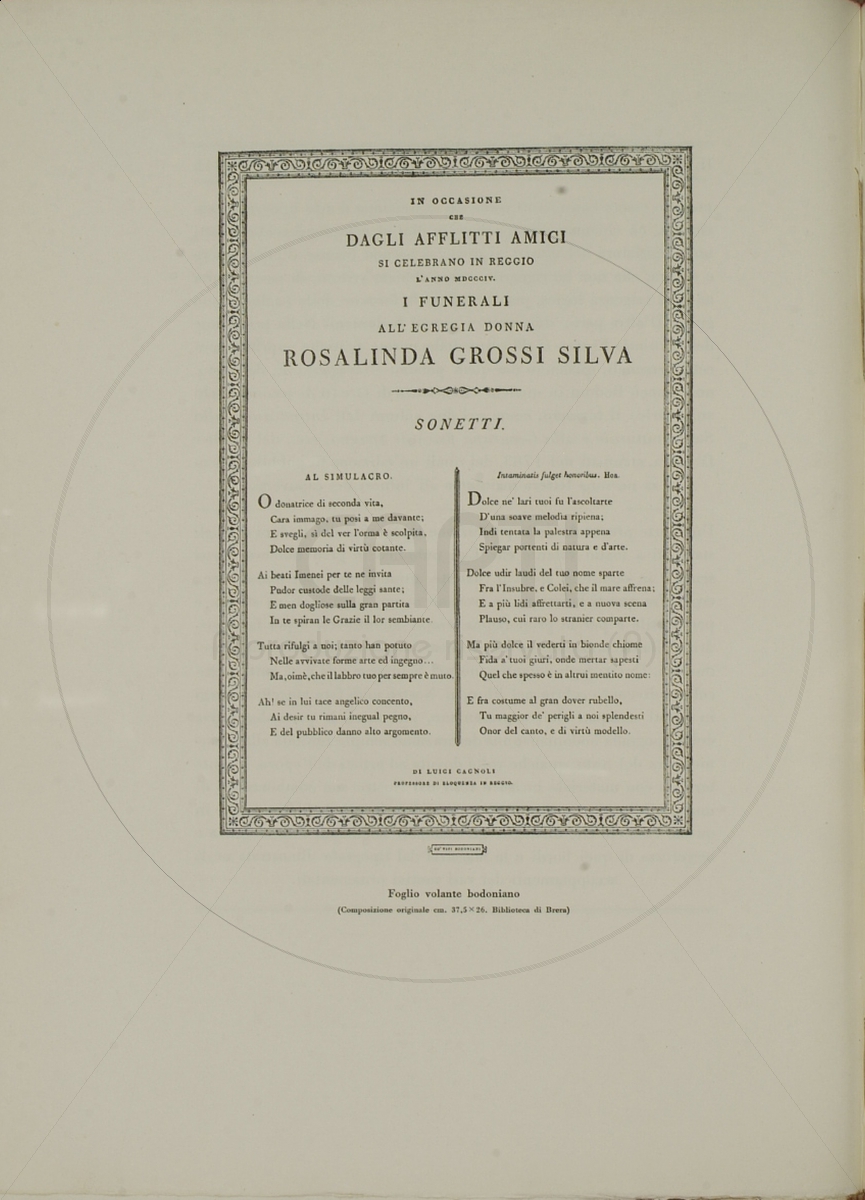 IN OCCASIONE
CHE
DAGLI AFFLITTI AMICI
SI CELEBRANO IN REGGIO
L'ANNO MDCCCIV.
I FUNERALI
ALL' EGREGIA DONNA
ROSALINDA GROSSI SILVA
SONETTI.
AL SIMULACRO.
O donatrice di seconda vita,
Cara immago, tu posi a me davante;
E svegli, sì del ver l'orma è scolpita,
Dolce memoria di virtù cotante.
Ai beati Imenei per te ne invita
Pudor custode delle leggi sante;
E men dogliose sulla gran partita
In te spiran le Grazie il lor sembiante.
Tutta rifulgi a noi; tanto han potuto
Nelle avvivate forme arte ed ingegno...
Ma, oimè, che il labbro tuo per sempre è muto.
Ah! se in lui tace angelico concento,
Ai desir tu rimani inegual pegno,
E del pubblico danno alto argomento.
Intaminatis fulget honoribus. Hor.
Dolce ne' lari tuoi fu l'ascoltarte
D'una soave melodia ripiena;
Indi tentata la palestra appena
Spiegar portenti di natura e d'arte.
Dolce udir laudi del tuo nome sparte
Fra l'Insubre, e Colei, che il mare affrena;
E a più lidi affrettarti, e a nuova scena
Plauso, cui raro lo stranier comparte.
Ma più dolce il vederti in bionde chiome
Fida a' tuoi giuri, onde mertar sapesti
Quel che spesso è in altrui mentito nome:
E fra costume al gran dover rubello,
Tu maggior de' perigli a noi splendesti
Onor del canto, e di virtù modello.
DI LUIGI CAGNOLI
PROFESSORE DI ELOQUENZA IN REGGIO.
CO' TIPI BODONIANI
Foglio volante bodoniano
(Composizione originale cm. 37,5 × 26. Biblioteca di Brera)